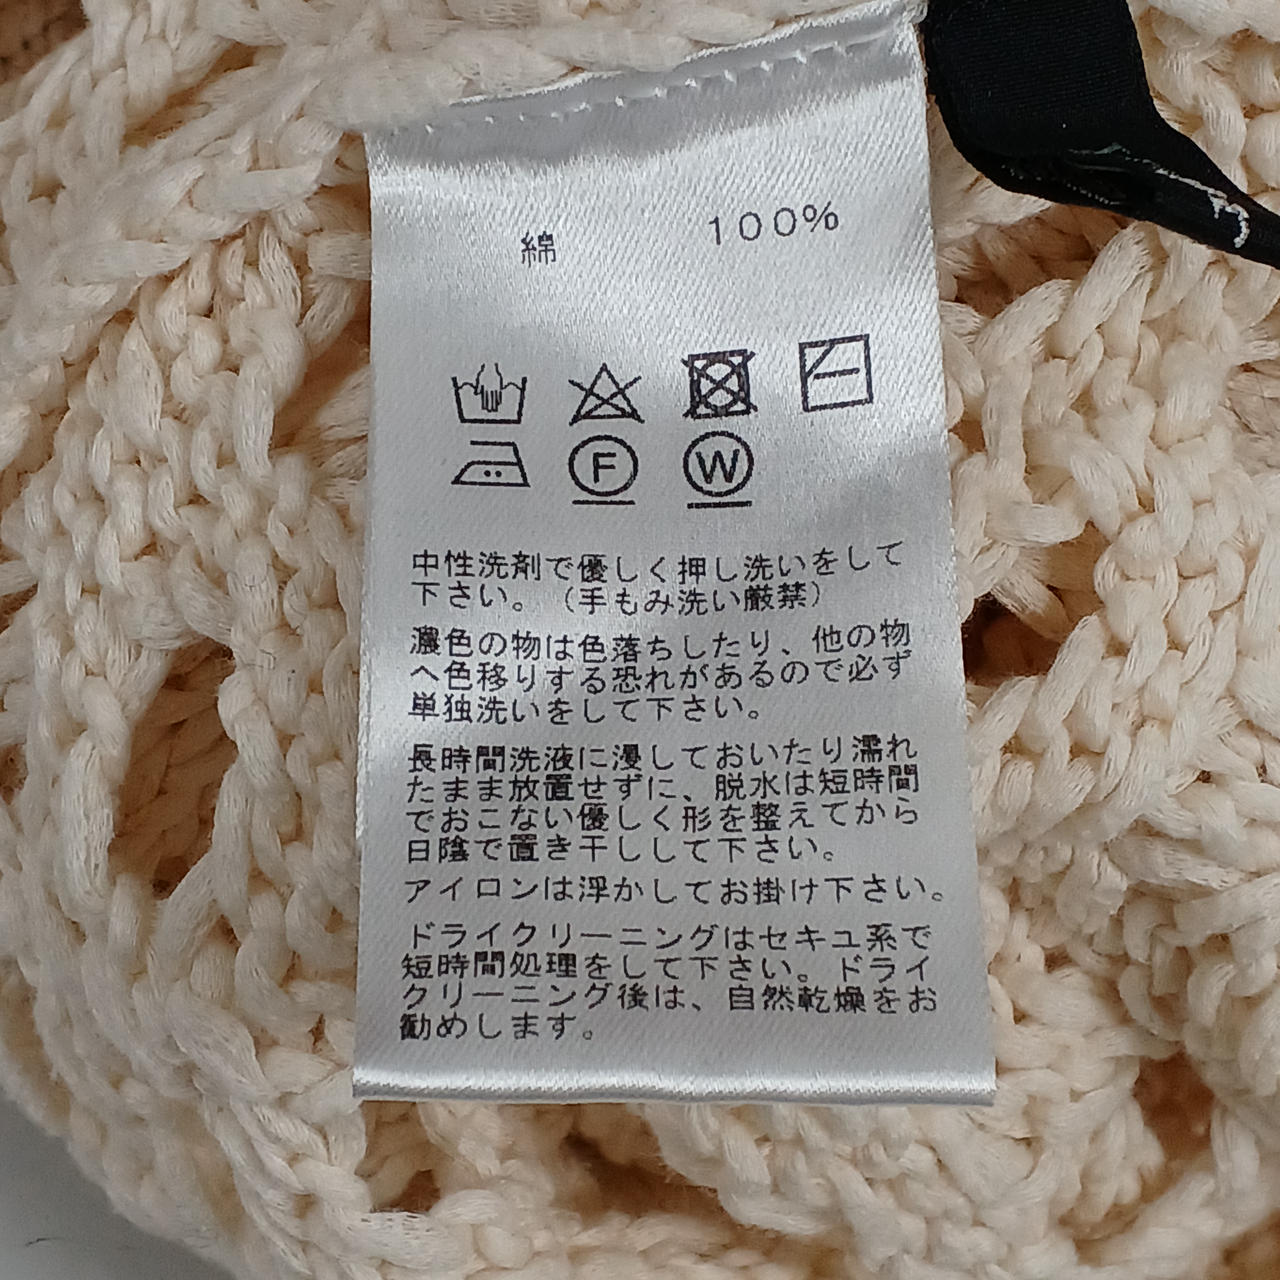 綿 100%
F W
中性洗剤で優しく押し洗いをして
下さい。（手もみ洗い厳禁）
濃色の物は色落ちしたり、他の物
へ色移りする恐れがあるので必ず
単独洗いをして下さい。
長時間洗液に浸しておいたり濡れ
たまま放置せずに、脱水は短時間
でおこない優しく形を整えてから
日陰で置き干しして下さい。
アイロンは浮かしてお掛け下さい。
ドライクリーニングはセキユ系で
短時間処理をして下さい。ドライ
クリーニング後は、自然乾燥をお
勧めします。